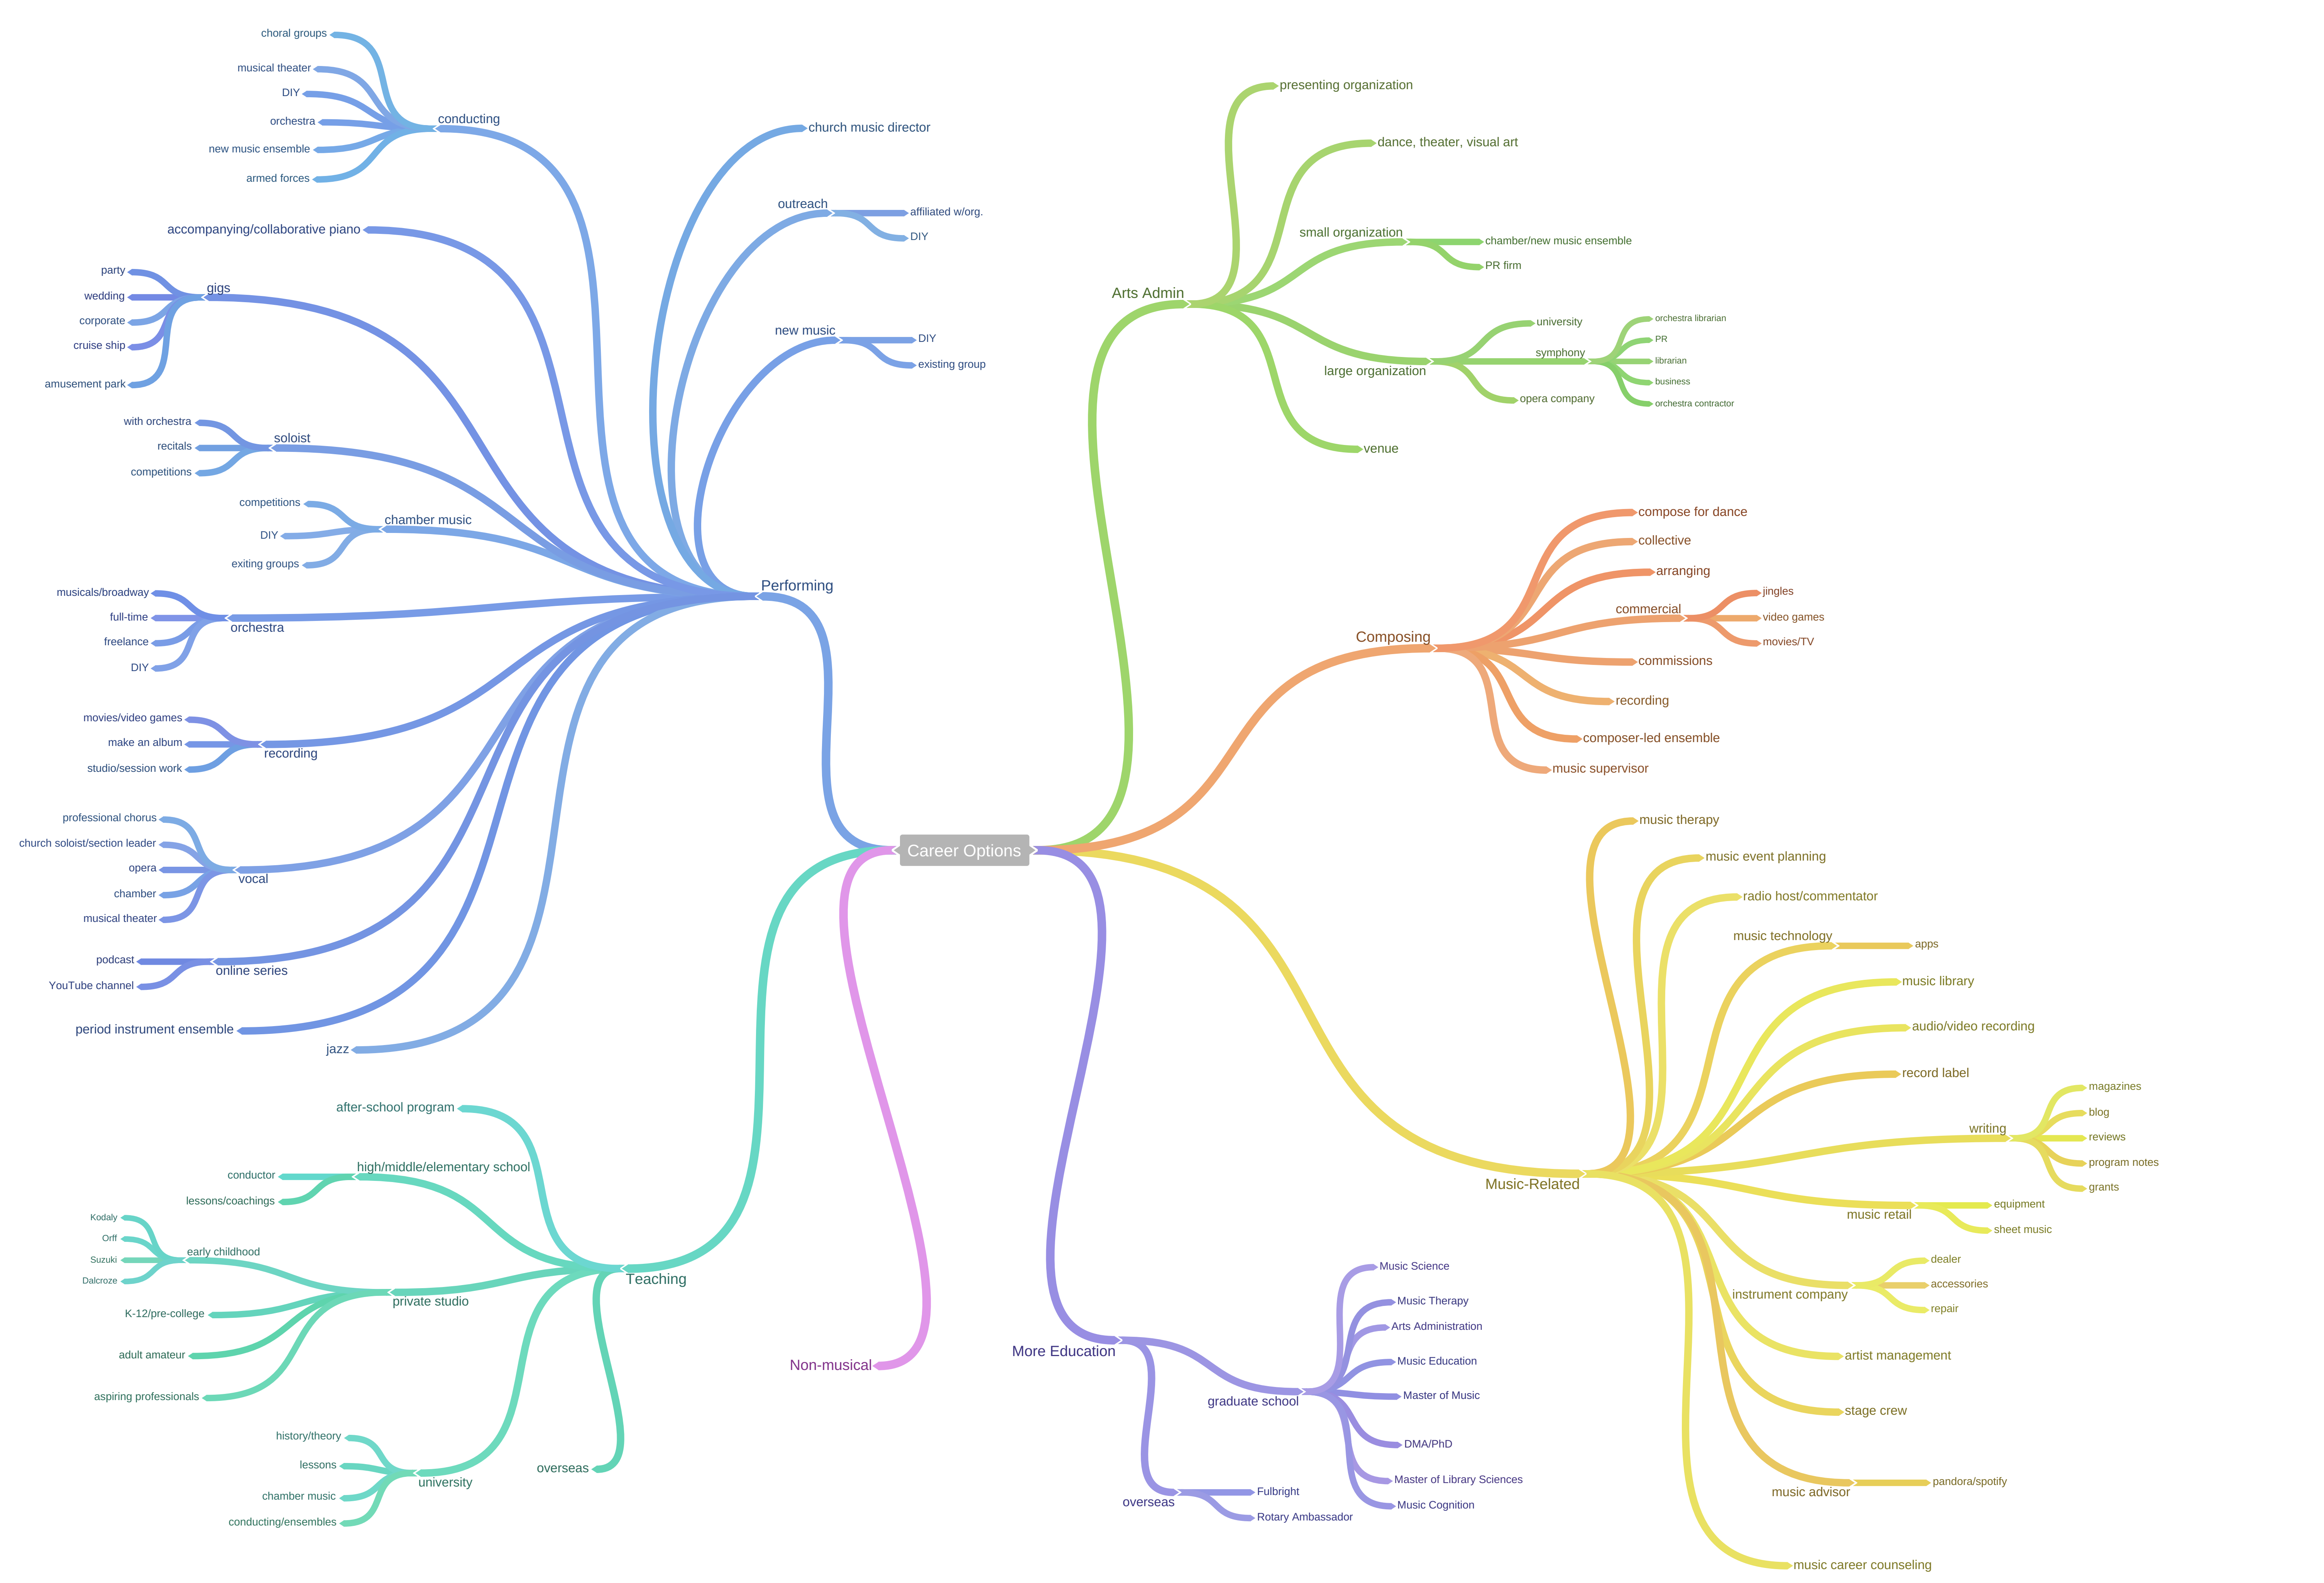 Career Options
Performing
conducting
choral groups
musical theater
DIY
orchestra
new music ensemble
armed forces
accompanying/collaborative piano
gigs
party
wedding
corporate
cruise ship
amusement park
soloist
with orchestra
recitals
competitions
chamber music
competitions
DIY
exiting groups
orchestra
musicals/broadway
full-time
freelance
DIY
recording
movies/video games
make an album
studio/session work
vocal
professional chorus
church soloist/section leader
opera
chamber
musical theater
online series
podcast
YouTube channel
period instrument ensemble
jazz
church music director
outreach
affiliated w/org.
DIY
new music
DIY
existing group
Teaching
after-school program
high/middle/elementary school
conductor
lessons/coachings
private studio
early childhood
Kodaly
Orff
Suzuki
Dalcroze
K-12/pre-college
adult amateur
aspiring professionals
university
history/theory
lessons
chamber music
conducting/ensembles
overseas
Non-musical
Arts Admin
presenting organization
dance, theater, visual art
small organization
chamber/new music ensemble
PR firm
large organization
university
symphony
orchestra librarian
PR
librarian
business
orchestra contractor
opera company
venue
Composing
compose for dance
collective
arranging
commercial
jingles
video games
movies/TV
commissions
recording
composer-led ensemble
music supervisor
Music-Related
music therapy
music event planning
radio host/commentator
music technology
apps
music library
audio/video recording
record label
writing
magazines
blog
reviews
program notes
grants
music retail
equipment
sheet music
instrument company
dealer
accessories
repair
artist management
stage crew
music advisor
pandora/spotify
music career counseling
More Education
graduate school
Music Science
Music Therapy
Arts Administration
Music Education
Master of Music
DMA/PhD
Master of Library Sciences
Music Cognition
overseas
Fulbright
Rotary Ambassador